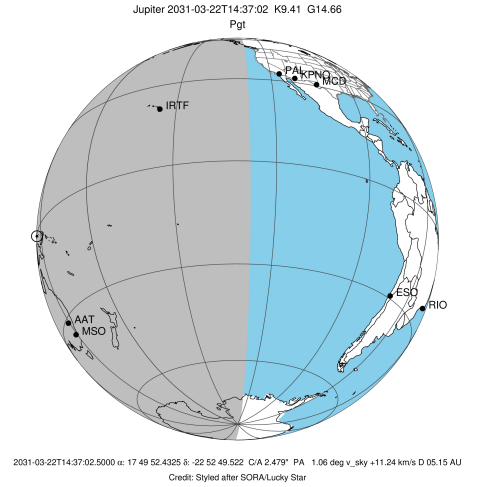 Jupiter 2031-03-22T14:37:02 K9.41 G14.66
Pgt
PAL
KPNO
MCD
IRTF
ESO
RIO
AAT
MSO
2031-03-22T14:37:02.5000 α: 17 49 52.4325 δ: -22 52 49.522 C/A 2.479" PA 1.06 deg v_sky +11.24 km/s D 05.15 AU
Credit: Styled after SORA/Lucky Star